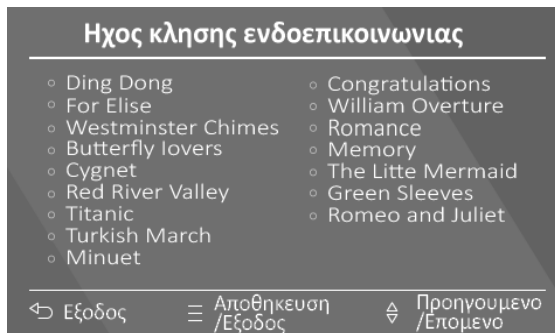 Ηχος κλησης ενδοεπικοινωνιας
Ding Dong
For Elise
Westminster Chimes
Butterfly lovers
Cygnet
Red River Valley
Titanic
Turkish March
Minuet
Congratulations
William Overture
Romance
Memory
The Litte Mermaid
Green Sleeves
Romeo and Juliet
Εξοδος
Αποθηκευση
/Εξοδος
Προηγουμενο
/Επομενο